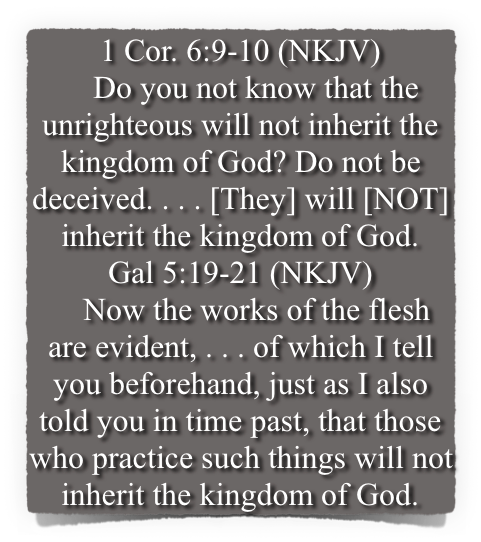 1 Cor. 6:9-10 (NKJV)
Do you not know that the
unrighteous will not inherit the
kingdom of God? Do not be
deceived. . . . [They] will [NOT]
inherit the kingdom of God.
Gal 5:19-21 (NKJV)
Now the works of the flesh
are evident, . . . of which I tell
you beforehand, just as I also
told you in time past, that those
who practice such things will not
inherit the kingdom of God.